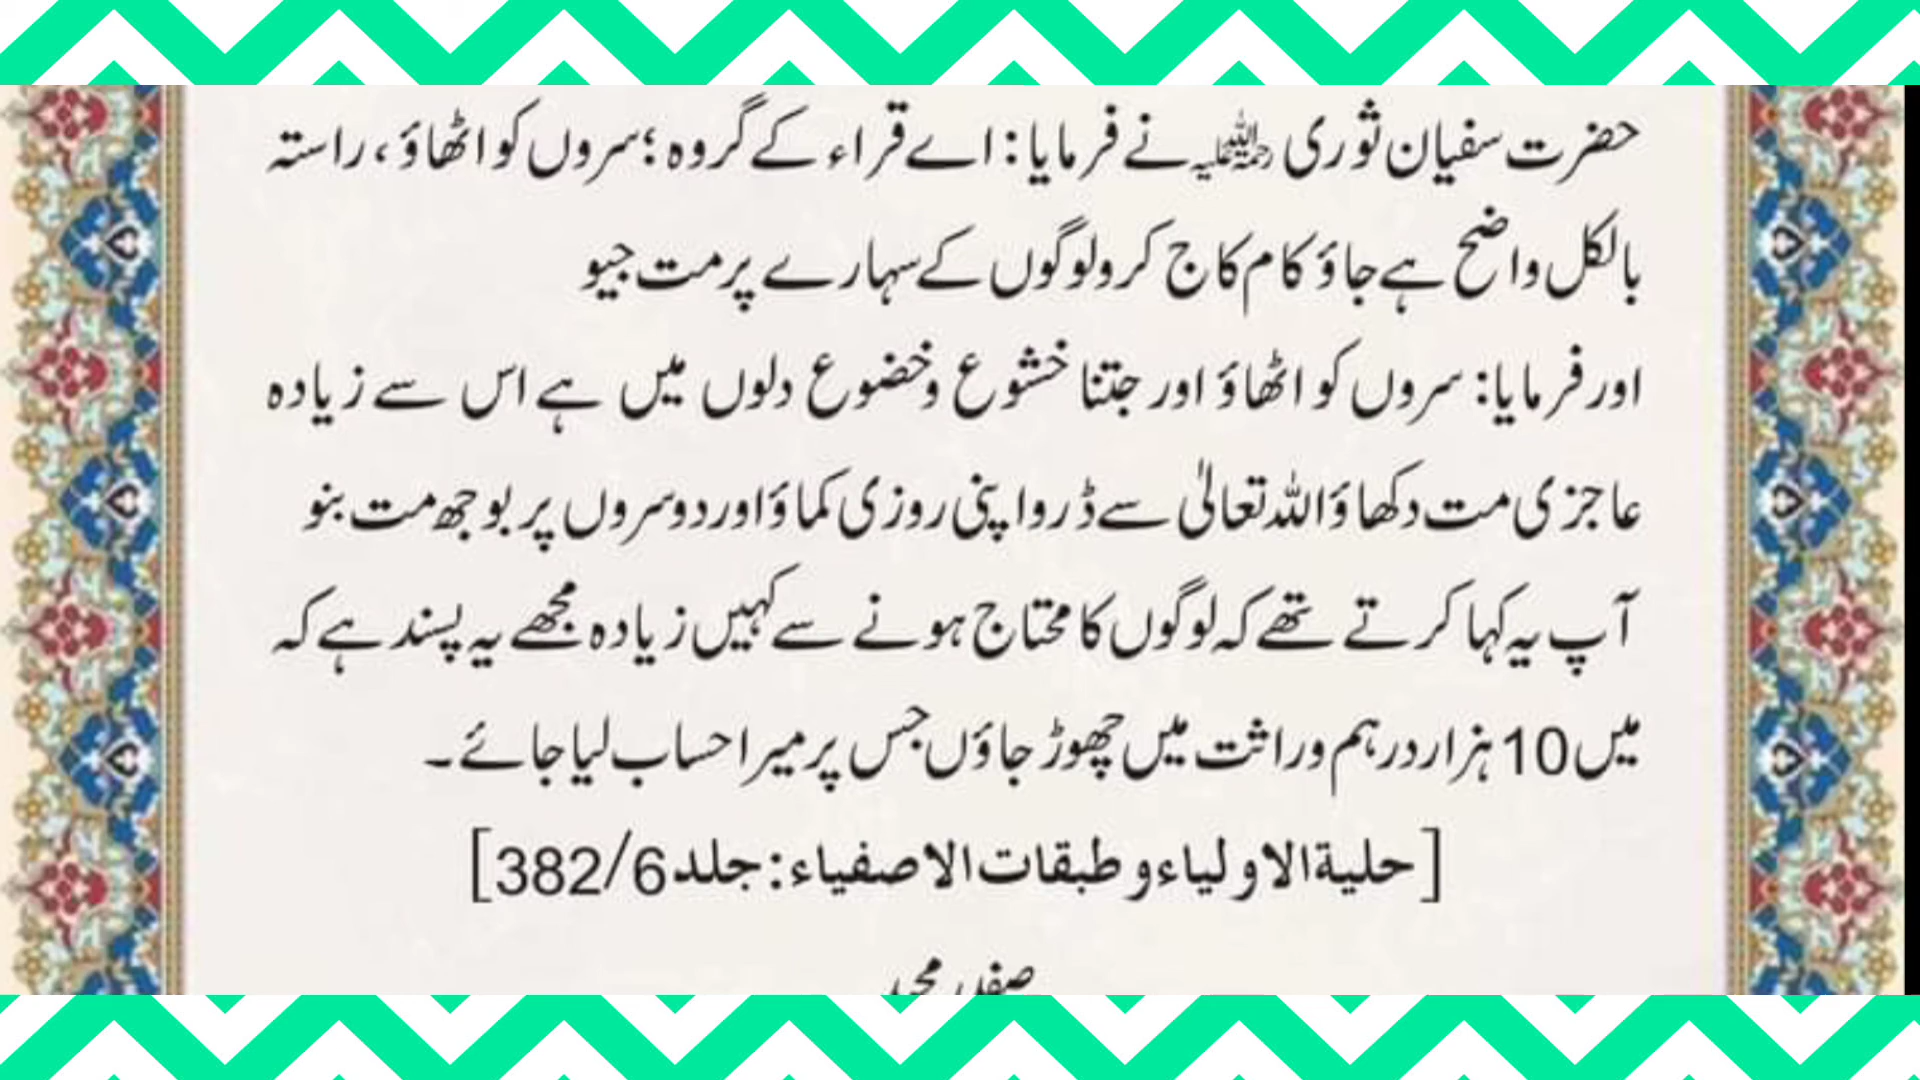 حضرت سفیان ثوری رحمۃ اللہ علیہ نے فرمایا: اے قراء کے گروہ؛ سروں کو اٹھاؤ، راستہ
بالکل واضح ہے جاؤ کام کاج کرو لوگوں کے سہارے پر مت جیو
اور فرمایا: سروں کو اٹھاؤ اور جتنا خشوع وخضوع دلوں میں ہے اس سے زیادہ
عاجزی مت دکھاؤ اللہ تعالیٰ سے ڈرو اپنی روزی کماؤ اور دوسروں پر بوجھ مت بنو
آپ یہ کہا کرتے تھے کہ لوگوں کا محتاج ہونے سے کہیں زیادہ مجھے یہ پسند ہے کہ
میں 10 ہزار درہم وراثت میں چھوڑ جاؤں جس پر میرا حساب لیا جائے۔
[حلیة الاولیاء و طبقات الاصفیاء: جلد 6/382]